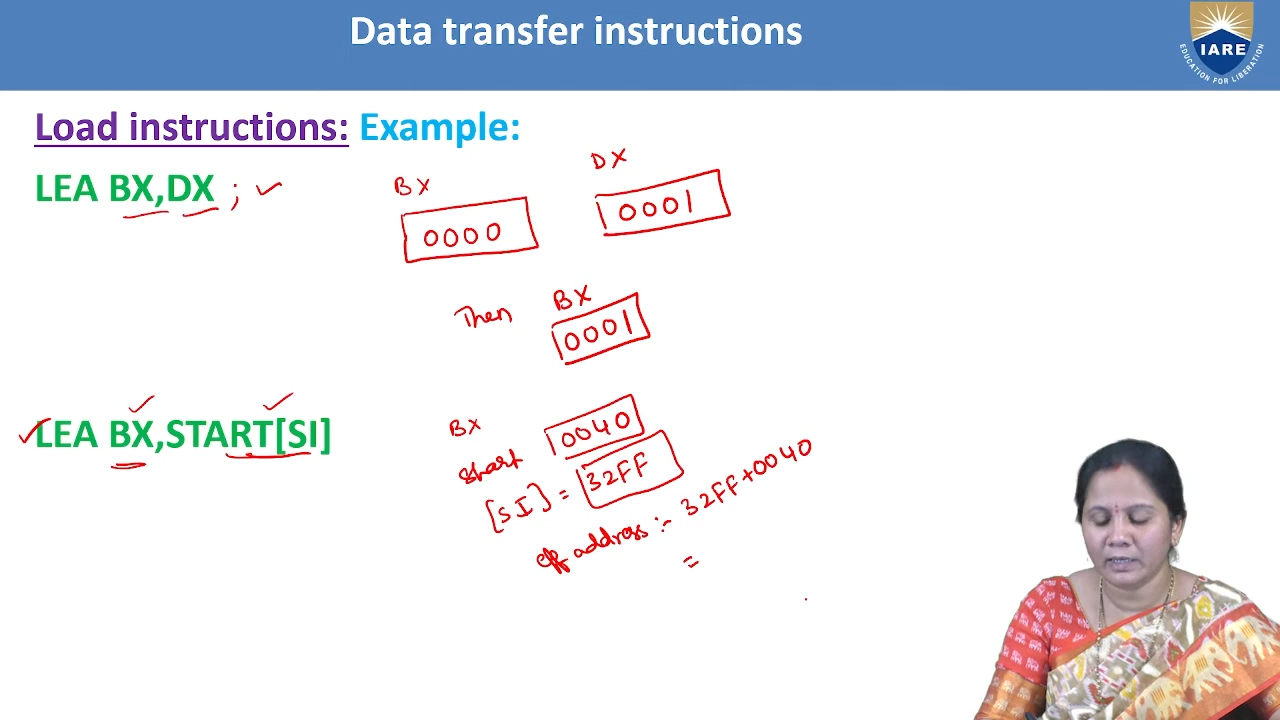 Data transfer instructions
IARE
EDUCATION FOR LIBERATION
Load instructions: Example:
LEA BX,DX ;
BX
0000
DX
0001
Then
BX
0001
LEA BX,START[SI]
BX
start 0040
[SI] = 32FF
eff address :- 32FF+0040
=